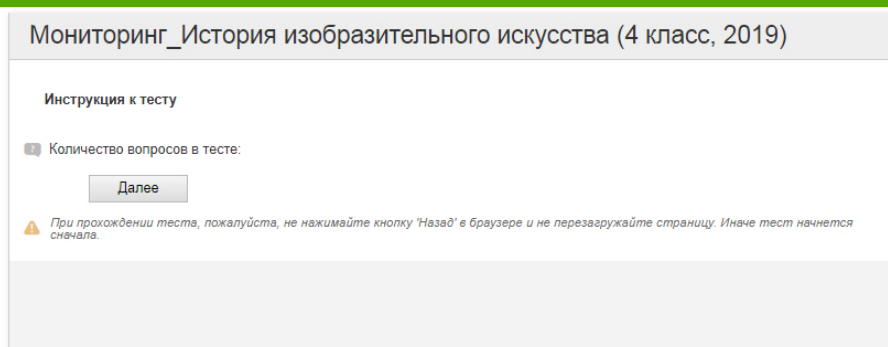 Мониторинг_История изобразительного искусства (4 класс, 2019)
Инструкция к тесту
Количество вопросов в тесте:
Далее
При прохождении теста, пожалуйста, не нажимайте кнопку 'Назад' в браузере и не перезагружайте страницу. Иначе тест начнется
сначала.